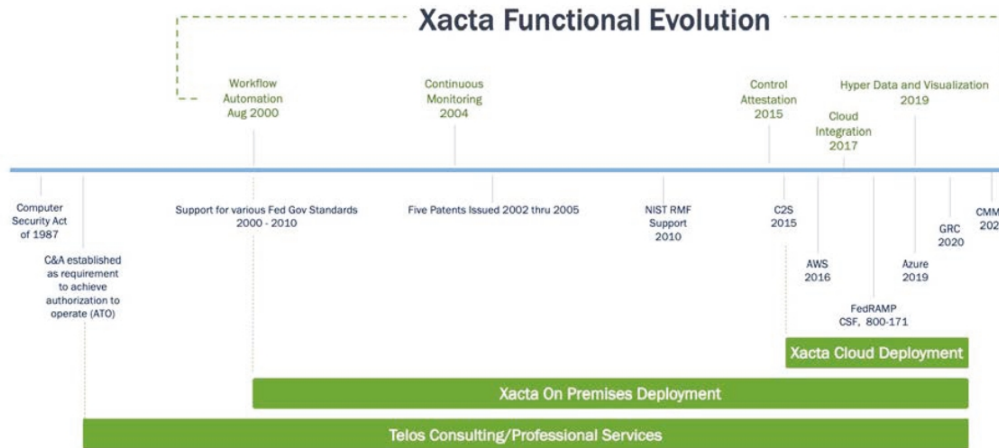 Xacta Functional Evolution
Workflow
Automation
Aug 2000
Continuous
Monitoring
2004
Control
Attestation
2015
Cloud
Integration
2017
Hyper Data and Visualization
2019
Computer
Security Act
of 1987
C&A established
as requirement
to achieve
authorization to
operate (ATO)
Support for various Fed Gov Standards
2000 - 2010
Five Patents Issued 2002 thru 2005
NIST RMF
Support
2010
C2S
2015
AWS
2016
FedRAMP
CSF, 800-171
Azure
2019
GRC
2020
CMM
202
Xacta Cloud Deployment
Xacta On Premises Deployment
Telos Consulting/Professional Services